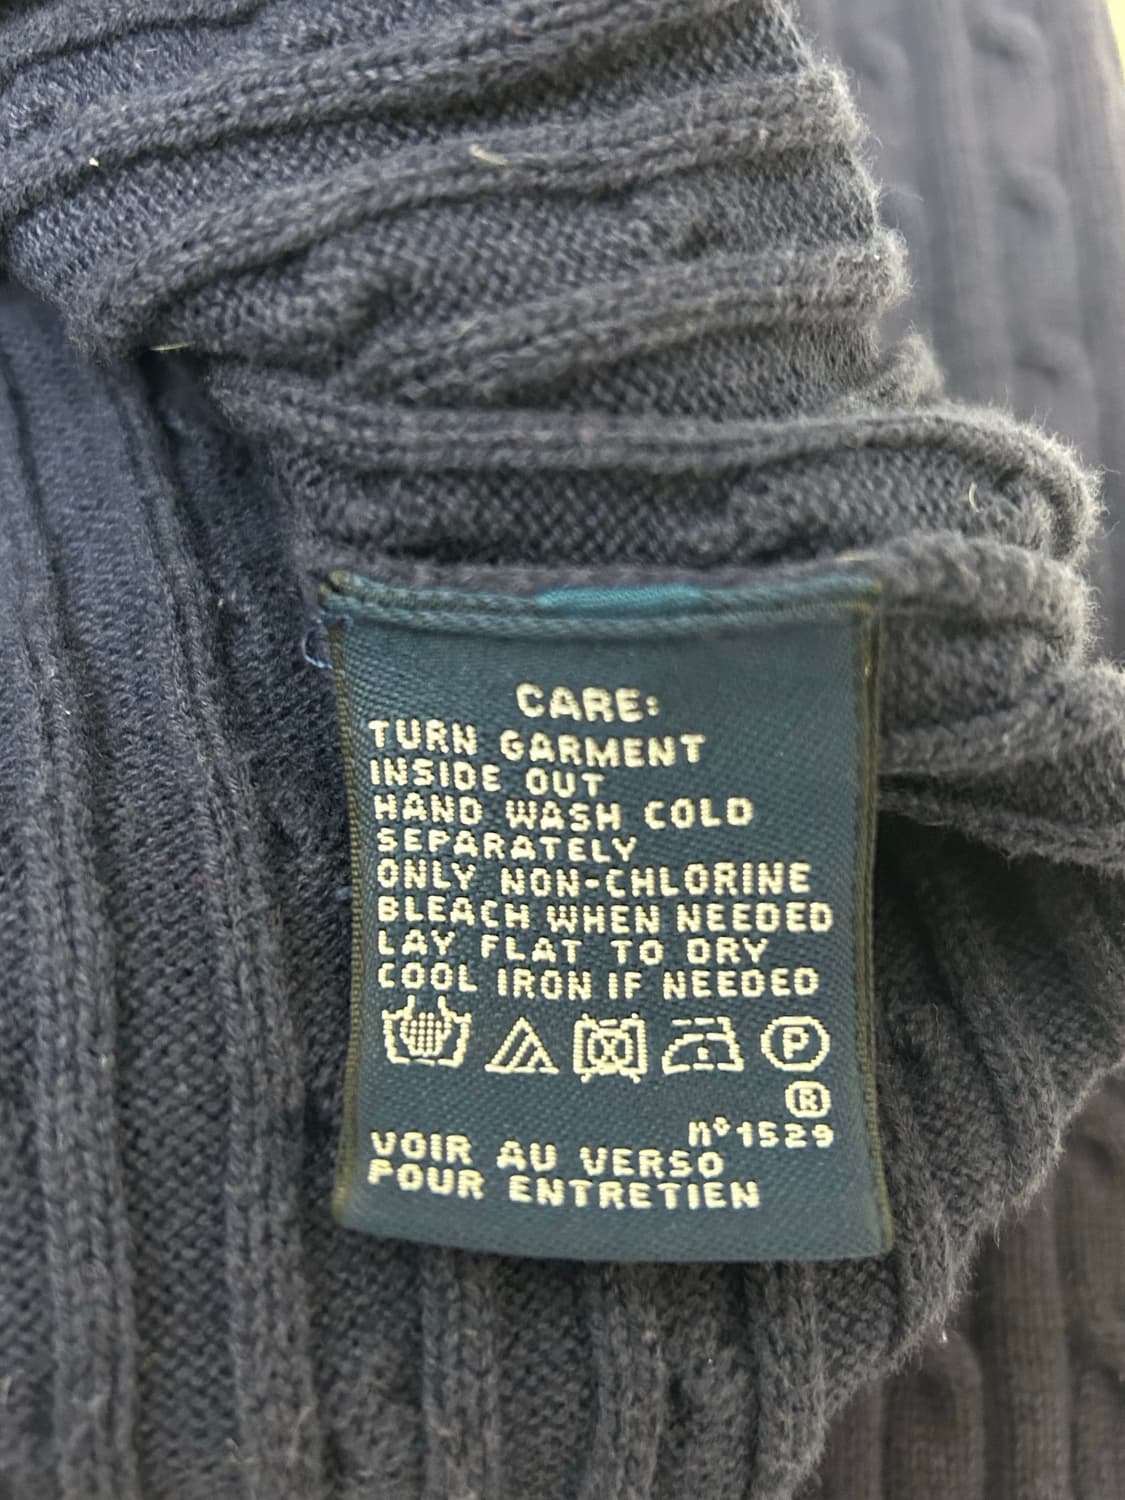 CARE:
TURN GARMENT
INSIDE OUT
HAND WASH COLD
SEPARATELY
ONLY NON-CHLORINE
BLEACH WHEN NEEDED
LAY FLAT TO DRY
COOL IRON IF NEEDED
P
®
nº1529
VOIR AU VERSO
POUR ENTRETIEN